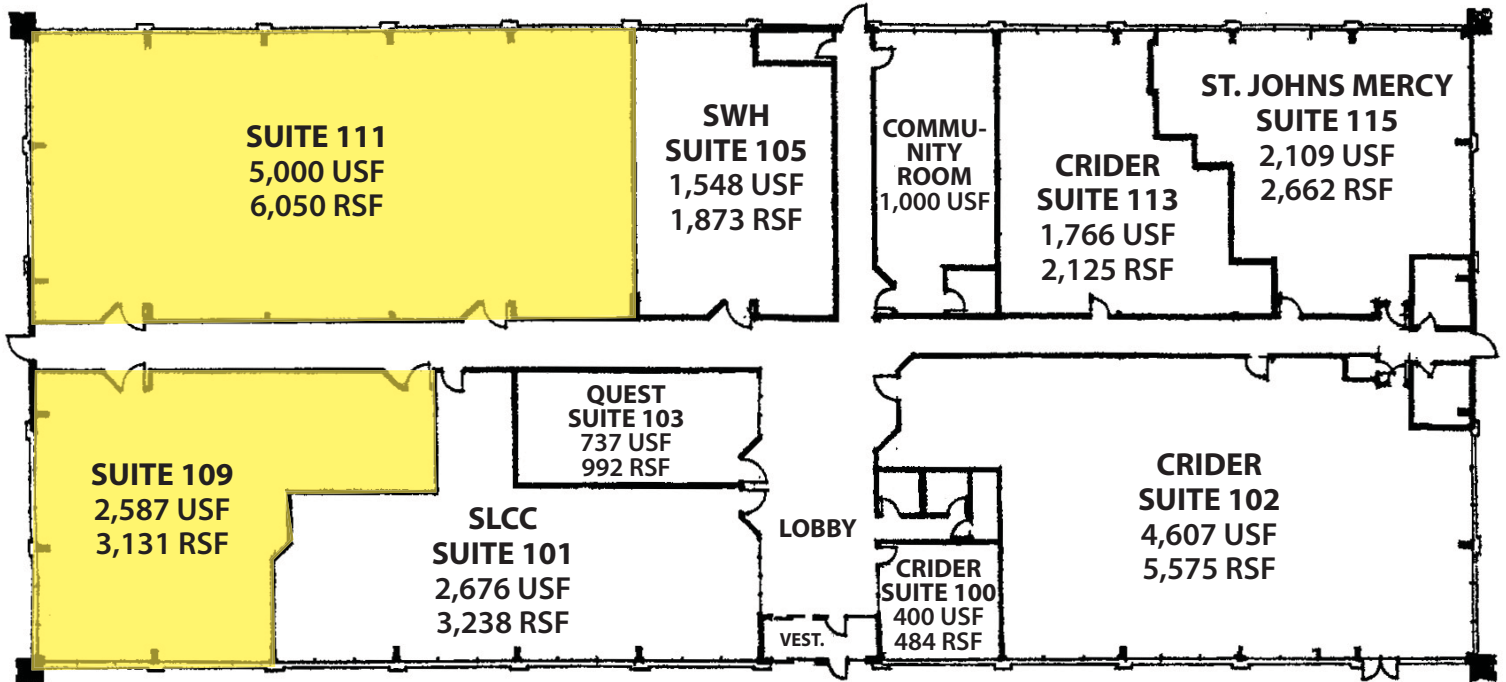 SUITE 111
5,000 USF
6,050 RSF
SWH
SUITE 105
1,548 USF
1,873 RSF
COMMU-
NITY
ROOM
1,000 USF
CRIDER
SUITE 113
1,766 USF
2,125 RSF
ST. JOHNS MERCY
SUITE 115
2,109 USF
2,662 RSF
SUITE 109
2,587 USF
3,131 RSF
QUEST
SUITE 103
737 USF
992 RSF
SLCC
SUITE 101
2,676 USF
3,238 RSF
LOBBY
VEST.
CRIDER
SUITE 100
400 USF
484 RSF
CRIDER
SUITE 102
4,607 USF
5,575 RSF